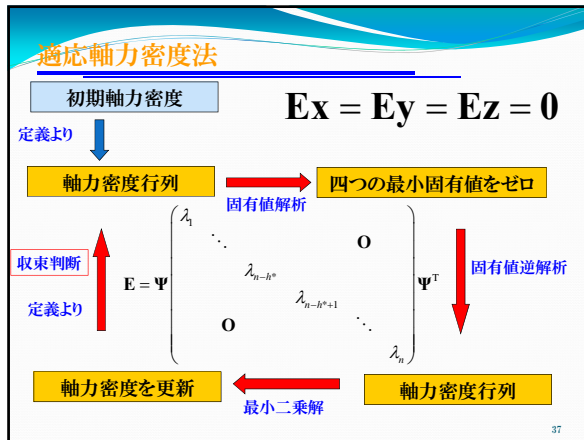 適応軸力密度法
初期軸力密度
Ex = Ey = Ez = 0
定義より
軸力密度行列
固有値解析
四つの最小固有値をゼロ
収束判断
定義より
E = Ψ
λ₁
⋱
O
λₙ₋ₕ*
λₙ₋ₕ*₊₁
O
⋱
λₙ
Ψᵀ
固有値逆解析
軸力密度を更新
最小二乗解
軸力密度行列
37